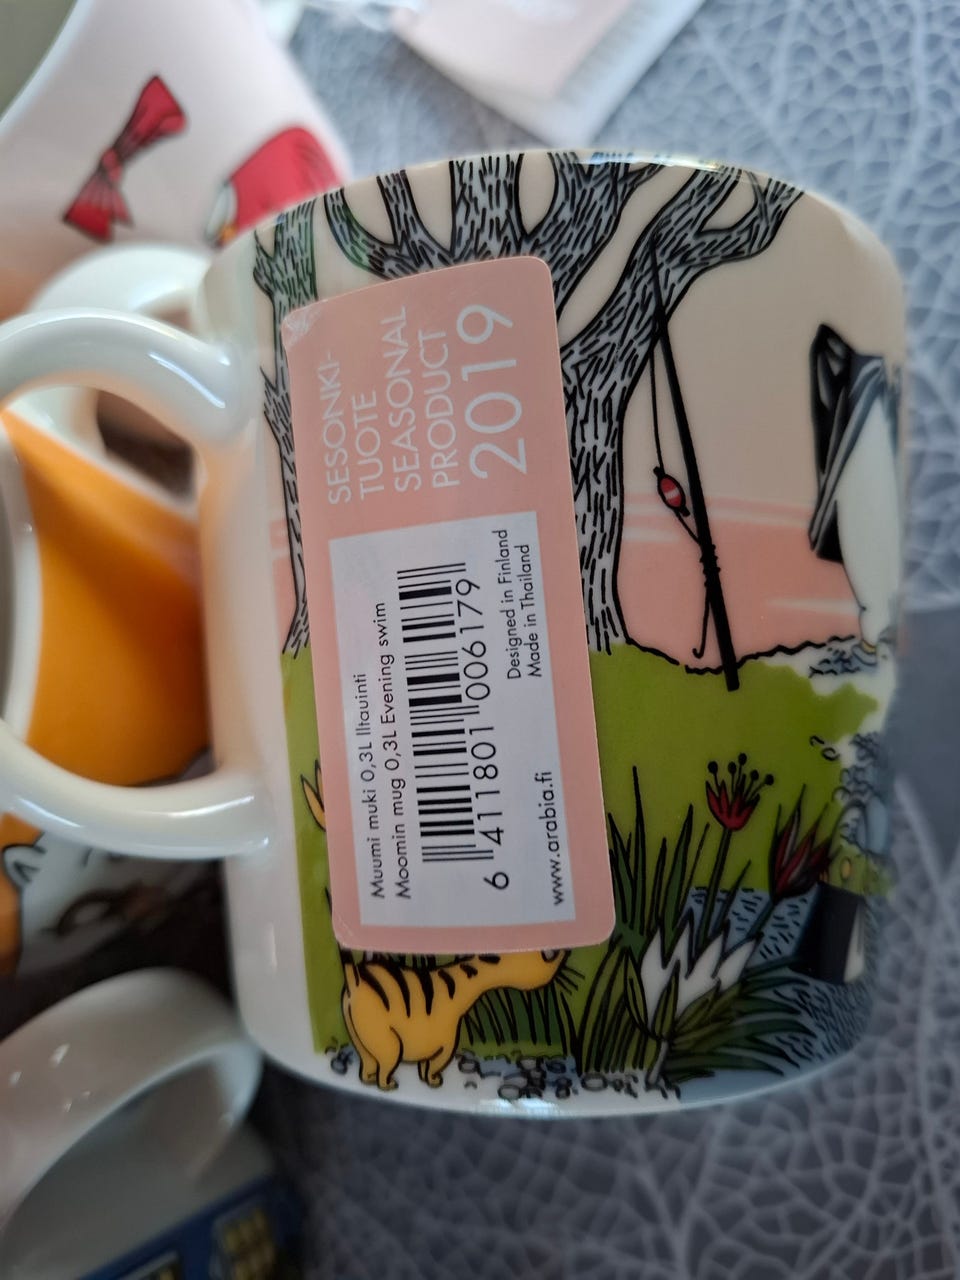 SESONKI-
TUOTE
SEASONAL
PRODUCT
2019
Muumi muki 0,3L Iltauinti
Moomin mug 0,3L Evening swim
6 411801 006179
Designed in Finland
Made in Thailand
www.arabia.fi